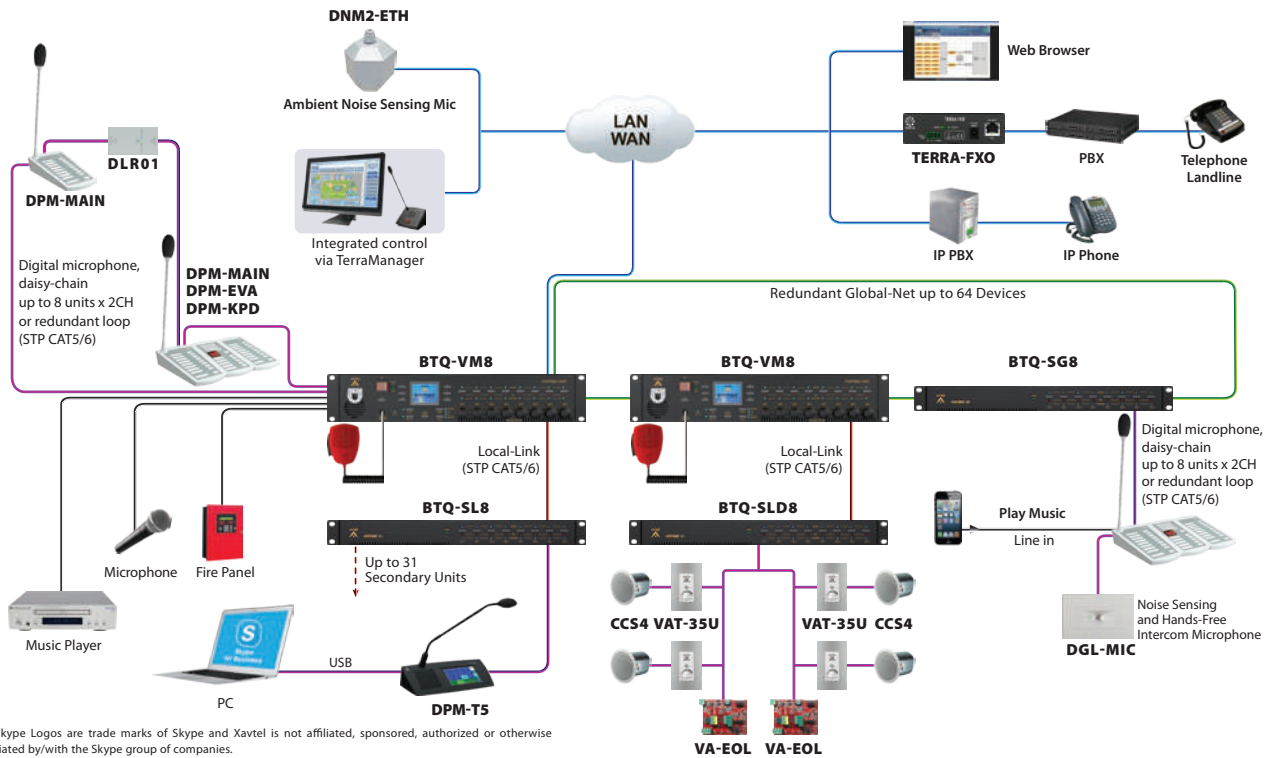 DNM2-ETH
Ambient Noise Sensing Mic
LAN
WAN
Web Browser
TERRA-FXO
TERRA-FXO
PBX
Telephone
Landline
DLR01
DPM-MAIN
Integrated control
via TerraManager
IP PBX
IP Phone
Digital microphone,
daisy-chain
up to 8 units x 2CH
or redundant loop
(STP CAT5/6)
DPM-MAIN
DPM-EVA
DPM-KPD
Redundant Global-Net up to 64 Devices
BTQ-VM8
BTQ-VM8
BTQ-SG8
Local-Link
(STP CAT5/6)
Local-Link
(STP CAT5/6)
Digital microphone,
daisy-chain
up to 8 units x 2CH
or redundant loop
(STP CAT5/6)
BTQ-SL8
BTQ-SLD8
Play Music
Line in
Microphone
Fire Panel
Up to 31
Secondary Units
Music Player
S
Skype
for Business
USB
PC
DPM-T5
CCS4
VAT-35U
VAT-35U
CCS4
VA-EOL
VA-EOL
Noise Sensing
and Hands-Free
Intercom Microphone
DGL-MIC
kype Logos are trade marks of Skype and Xavtel is not affiliated, sponsored, authorized or otherwise
iated by/with the Skype group of companies.